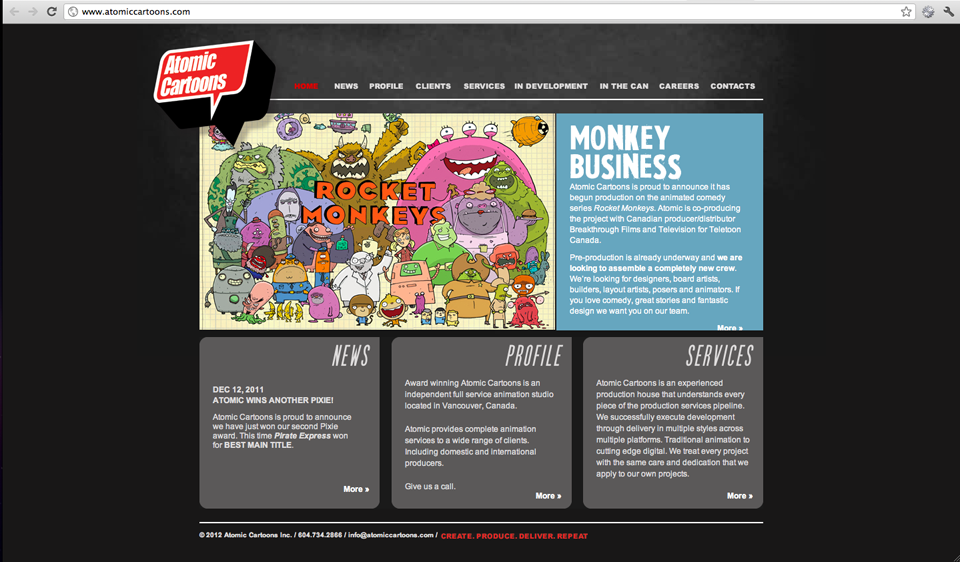 www.atomiccartoons.com
Atomic
Cartoons
HOME NEWS PROFILE CLIENTS SERVICES IN DEVELOPMENT IN THE CAN CAREERS CONTACTS
ROCKET
MONKEYS
MONKEY
BUSINESS
Atomic Cartoons is proud to announce it has
begun production on the animated comedy
series Rocket Monkeys. Atomic is co-producing
the project with Canadian producer/distributor
Breakthrough Films and Television for Teletoon
Canada.
Pre-production is already underway and we are
looking to assemble a completely new crew.
We're looking for designers, board artists,
builders, layout artists, posers and animators. If
you love comedy, great stories and fantastic
design we want you on our team.
More »
NEWS
DEC 12, 2011
ATOMIC WINS ANOTHER PIXIE!
Atomic Cartoons is proud to announce
we have just won our second Pixie
award. This time Pirate Express won
for BEST MAIN TITLE.
More »
PROFILE
Award winning Atomic Cartoons is an
independent full service animation studio
located in Vancouver, Canada.
Atomic provides complete animation
services to a wide range of clients.
Including domestic and international
producers.
Give us a call.
More »
SERVICES
Atomic Cartoons is an experienced
production house that understands every
piece of the production services pipeline.
We successfully execute development
through delivery in multiple styles across
multiple platforms. Traditional animation to
cutting edge digital. We treat every project
with the same care and dedication that we
apply to our own projects.
More »
© 2012 Atomic Cartoons Inc. / 604.734.2866 / info@atomiccartoons.com / CREATE. PRODUCE. DELIVER. REPEAT